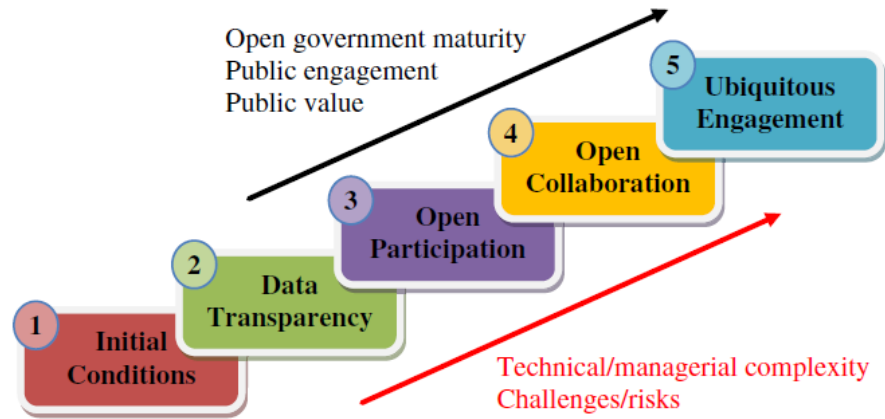 Open government maturity
Public engagement
Public value
1
Initial
Conditions
2
Data
Transparency
3
Open
Participation
4
Open
Collaboration
5
Ubiquitous
Engagement
Technical/managerial complexity
Challenges/risks